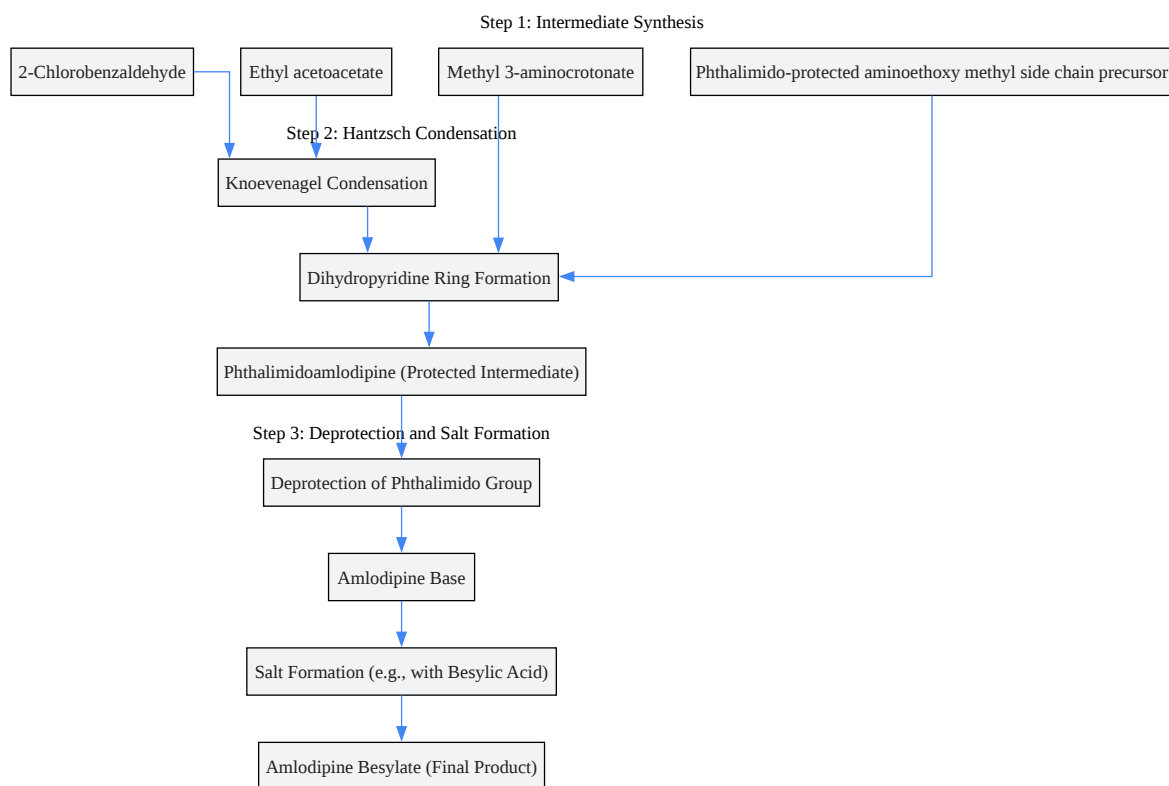 Step 1: Intermediate Synthesis
2-Chlorobenzaldehyde
Ethyl acetoacetate
Methyl 3-aminocrotonate
Phthalimido-protected aminoethoxy methyl side chain precursor
Step 2: Hantzsch Condensation
Knoevenagel Condensation
Dihydropyridine Ring Formation
Phthalimidoamlodipine (Protected Intermediate)
Step 3: Deprotection and Salt Formation
Deprotection of Phthalimido Group
Amlodipine Base
Salt Formation (e.g., with Besylic Acid)
Amlodipine Besylate (Final Product)